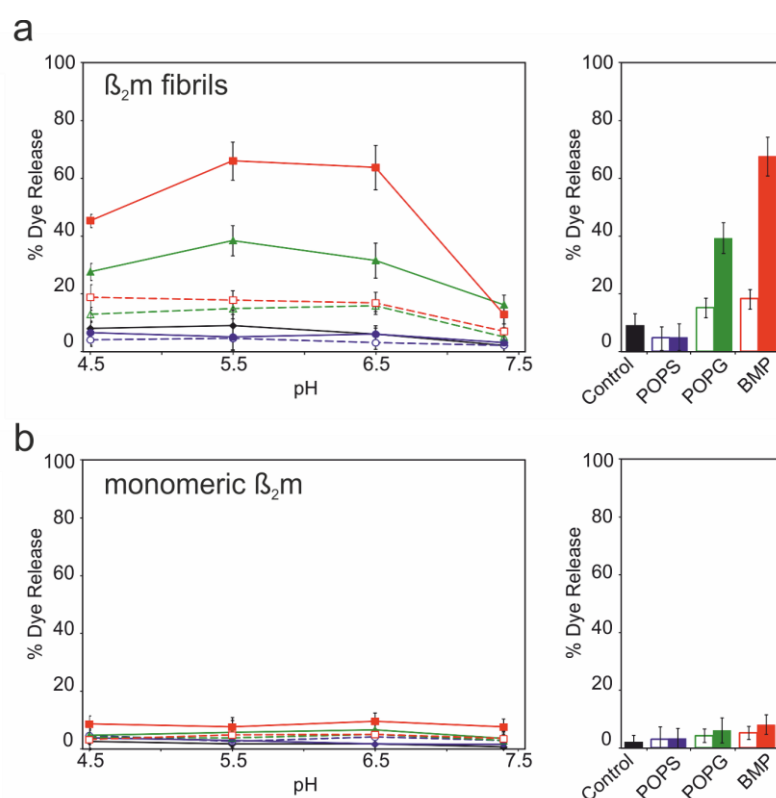 a
ß₂m fibrils
% Dye Release
100
80
60
40
20
0
4.5
5.5
6.5
7.5
pH
% Dye Release
100
80
60
40
20
0
Control
POPS
POPG
BMP
b
monomeric ß₂m
% Dye Release
100
80
60
40
20
0
4.5
5.5
6.5
7.5
pH
% Dye Release
100
80
60
40
20
0
Control
POPS
POPG
BMP